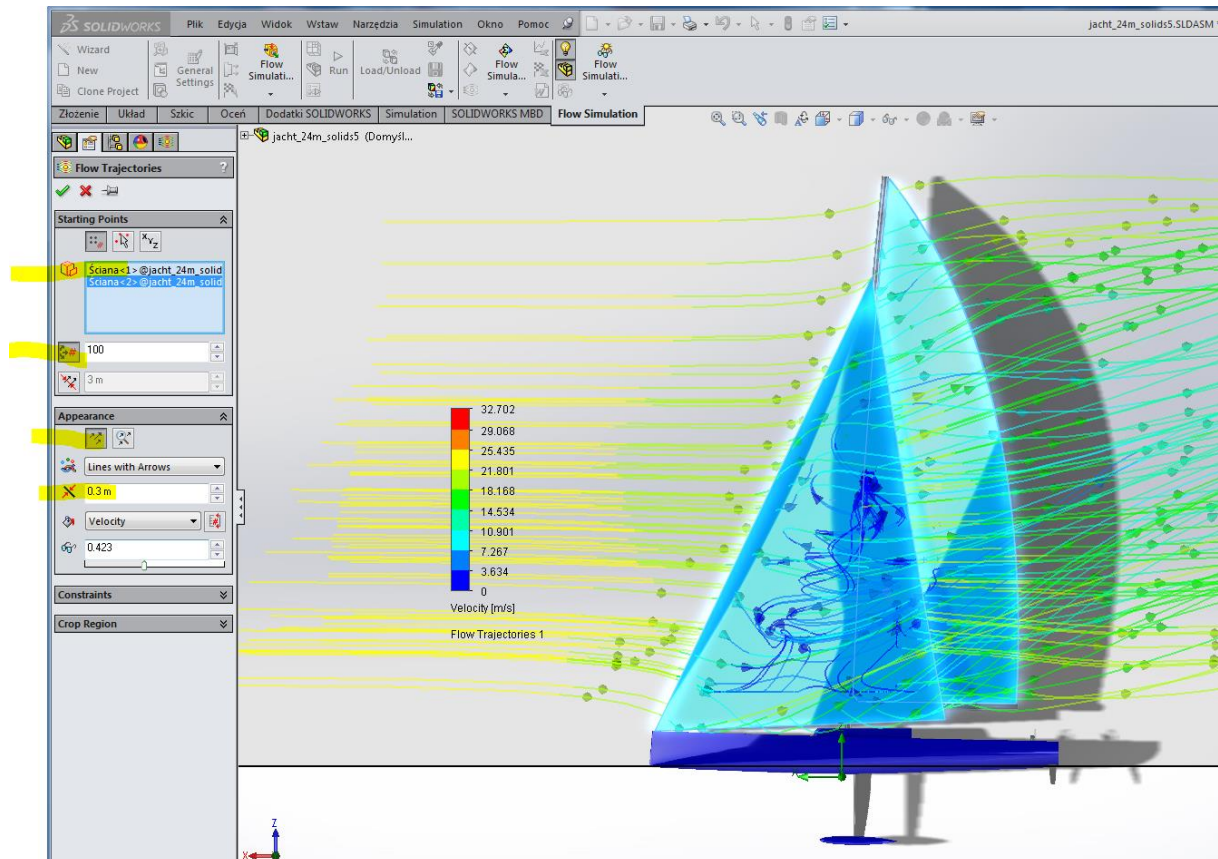 SOLIDWORKS Plik Edycja Widok Wstaw Narzędzia Simulation Okno Pomoc jacht_24m_solids5.SLDASM *
Wizard
New
Clone Project
General Settings
Flow Simulati...
Run
Load/Unload
Flow Simula...
Flow Simulati...
Złożenie Układ Szkic Oceń Dodatki SOLIDWORKS Simulation SOLIDWORKS MBD Flow Simulation
jacht_24m_solids5 (Domyśl...
Flow Trajectories ?
Starting Points
Ściana<1>@jacht_24m_solid
Ściana<2>@jacht_24m_solid
100
3 m
Appearance
Lines with Arrows
0.3 m
Velocity
0.423
Constraints
Crop Region
32.702
29.068
25.435
21.801
18.168
14.534
10.901
7.267
3.634
0
Velocity [m/s]
Flow Trajectories 1
Z
X